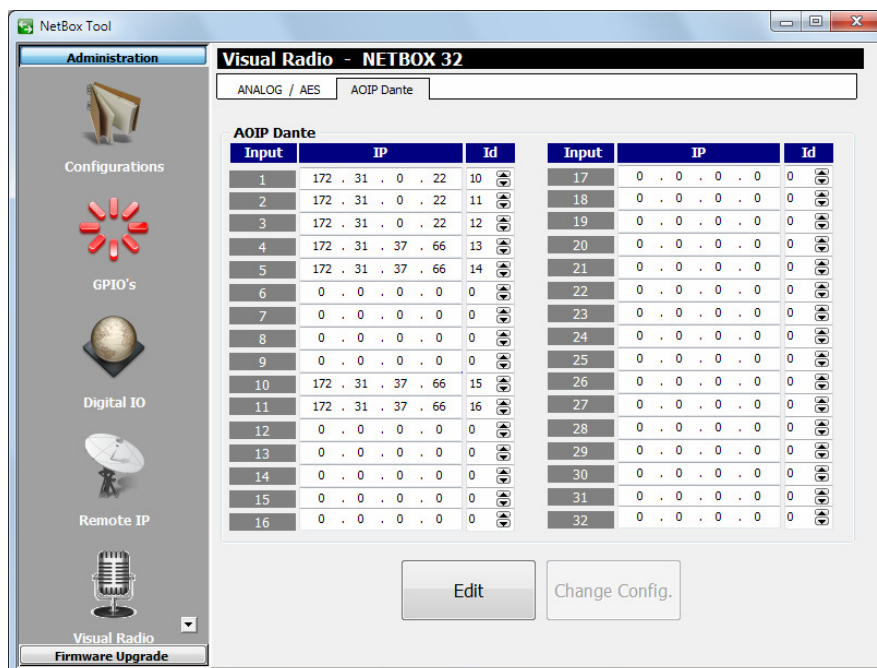 NetBox Tool
Administration
Configurations
GPIO's
Digital IO
Remote IP
Visual Radio
Firmware Upgrade
Visual Radio - NETBOX 32
ANALOG / AES AOIP Dante
AOIP Dante
Input IP Id Input IP Id
1 172 . 31 . 0 . 22 10 17 0 . 0 . 0 . 0 0
2 172 . 31 . 0 . 22 11 18 0 . 0 . 0 . 0 0
3 172 . 31 . 0 . 22 12 19 0 . 0 . 0 . 0 0
4 172 . 31 . 37 . 66 13 20 0 . 0 . 0 . 0 0
5 172 . 31 . 37 . 66 14 21 0 . 0 . 0 . 0 0
6 0 . 0 . 0 . 0 0 22 0 . 0 . 0 . 0 0
7 0 . 0 . 0 . 0 0 23 0 . 0 . 0 . 0 0
8 0 . 0 . 0 . 0 0 24 0 . 0 . 0 . 0 0
9 0 . 0 . 0 . 0 0 25 0 . 0 . 0 . 0 0
10 172 . 31 . 37 . 66 15 26 0 . 0 . 0 . 0 0
11 172 . 31 . 37 . 66 16 27 0 . 0 . 0 . 0 0
12 0 . 0 . 0 . 0 0 28 0 . 0 . 0 . 0 0
13 0 . 0 . 0 . 0 0 29 0 . 0 . 0 . 0 0
14 0 . 0 . 0 . 0 0 30 0 . 0 . 0 . 0 0
15 0 . 0 . 0 . 0 0 31 0 . 0 . 0 . 0 0
16 0 . 0 . 0 . 0 0 32 0 . 0 . 0 . 0 0
Edit Change Config.